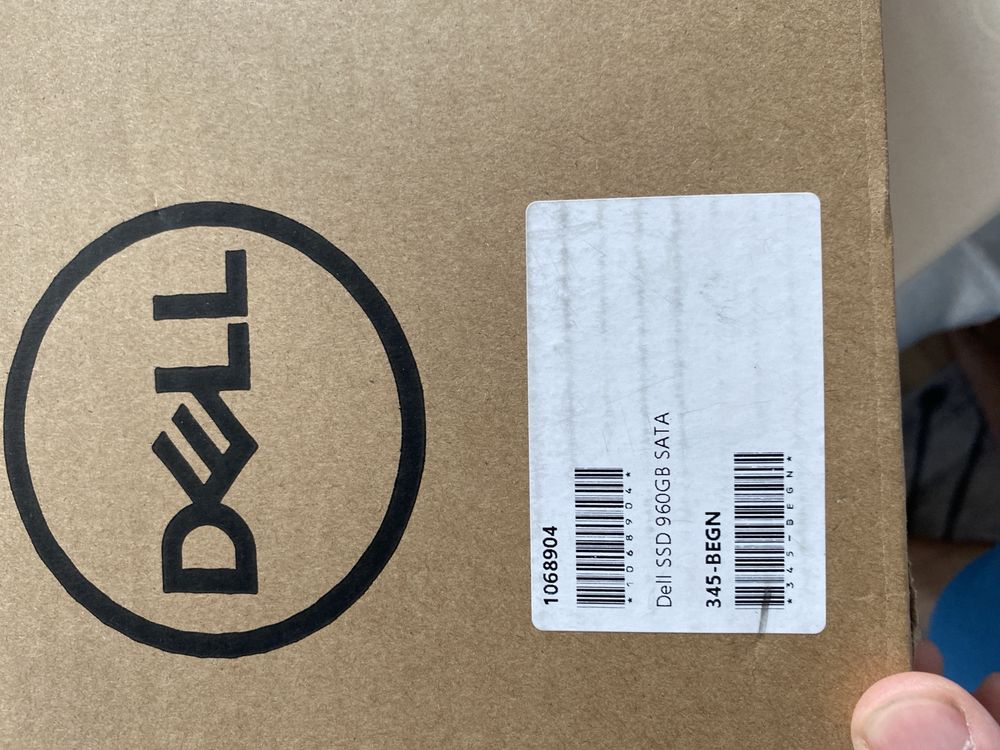 DELL
1068904
*1068904*
Dell SSD 960GB SATA
345-BEGN
*345-BEGN*